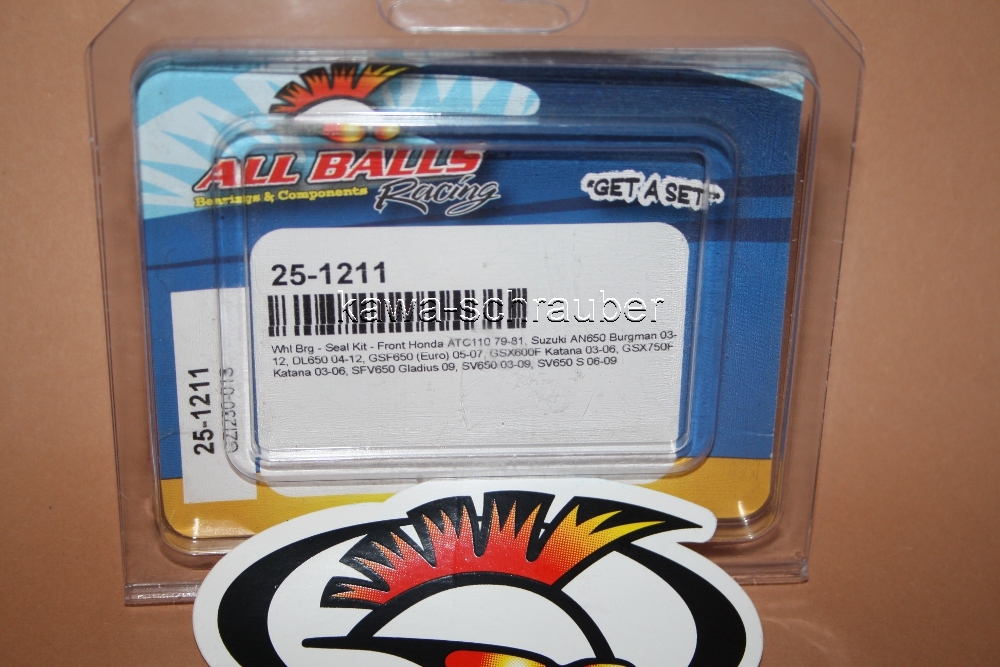 ALL BALLS
Racing
Bearings & Components
"GET A SET"
25-1211
kawa-schrauber
Whl Brg - Seal Kit - Front Honda ATC110 79-81, Suzuki AN650 Burgman 03-
12, DL650 04-12, GSF650 (Euro) 05-07, GSX600F Katana 03-06, GSX750F
Katana 03-06, SFV650 Gladius 09, SV650 03-09, SV650 S 06-09
25-1211